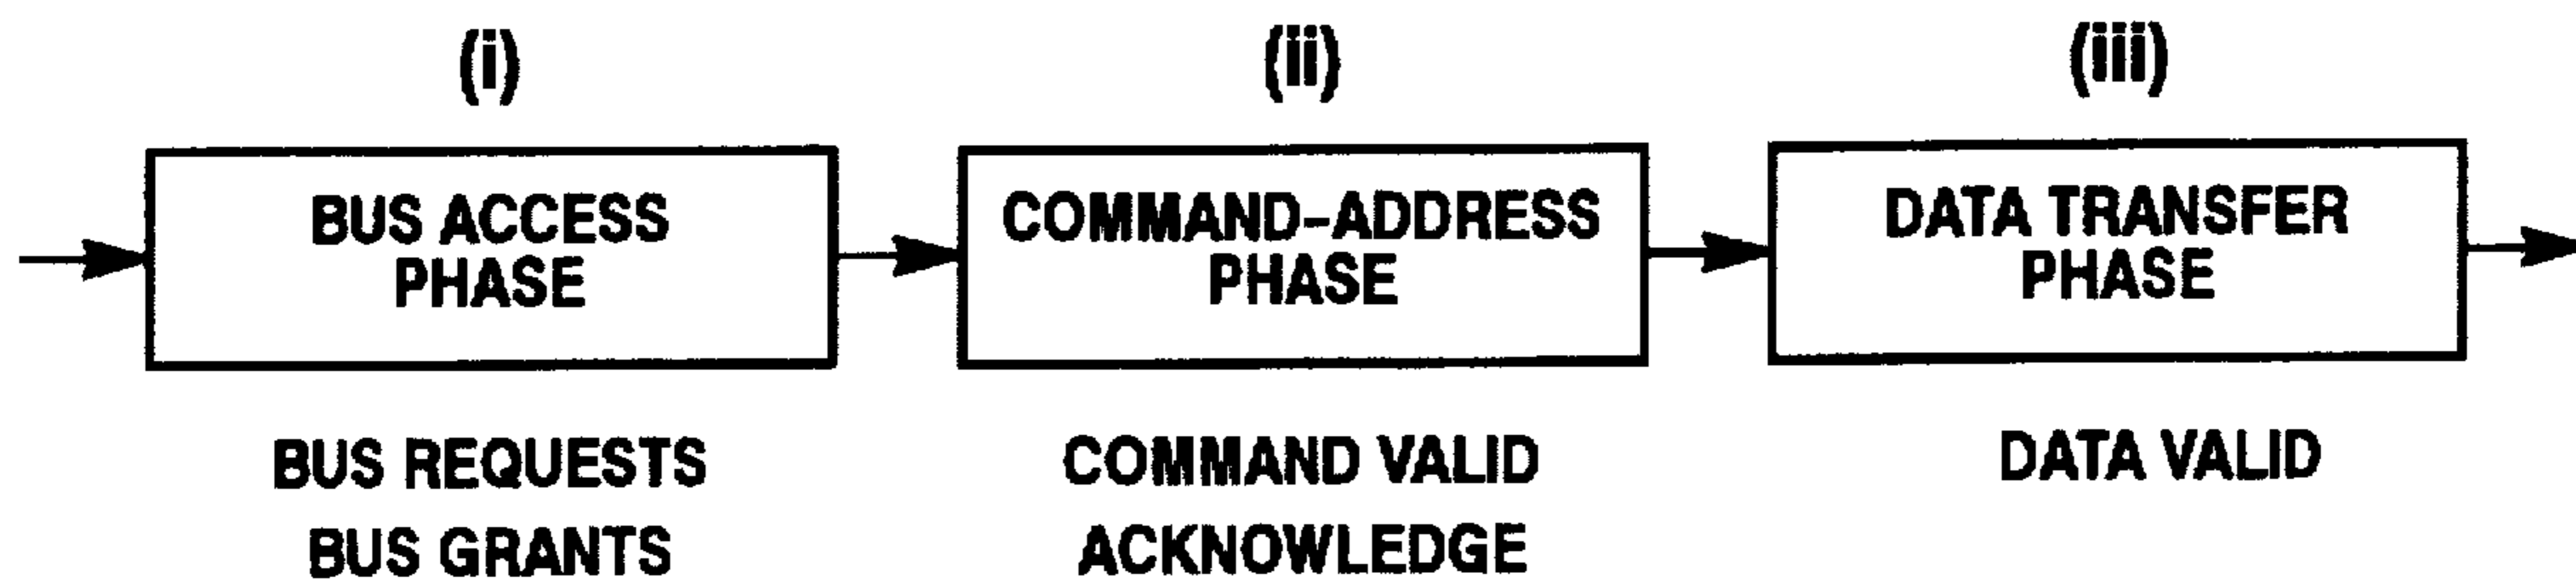 (i)
(ii)
(iii)
BUS ACCESS
PHASE
COMMAND-ADDRESS
PHASE
DATA TRANSFER
PHASE
BUS REQUESTS
BUS GRANTS
COMMAND VALID
ACKNOWLEDGE
DATA VALID